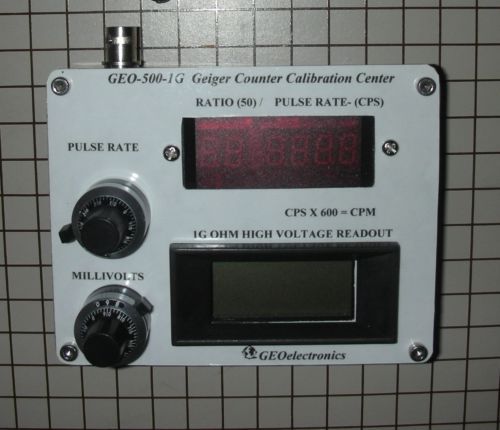 GEO-500-1G Geiger Counter Calibration Center
RATIO (50) / PULSE RATE- (CPS)
PULSE RATE
CPS X 600 = CPM
1G OHM HIGH VOLTAGE READOUT
MILLIVOLTS
GEOelectronics